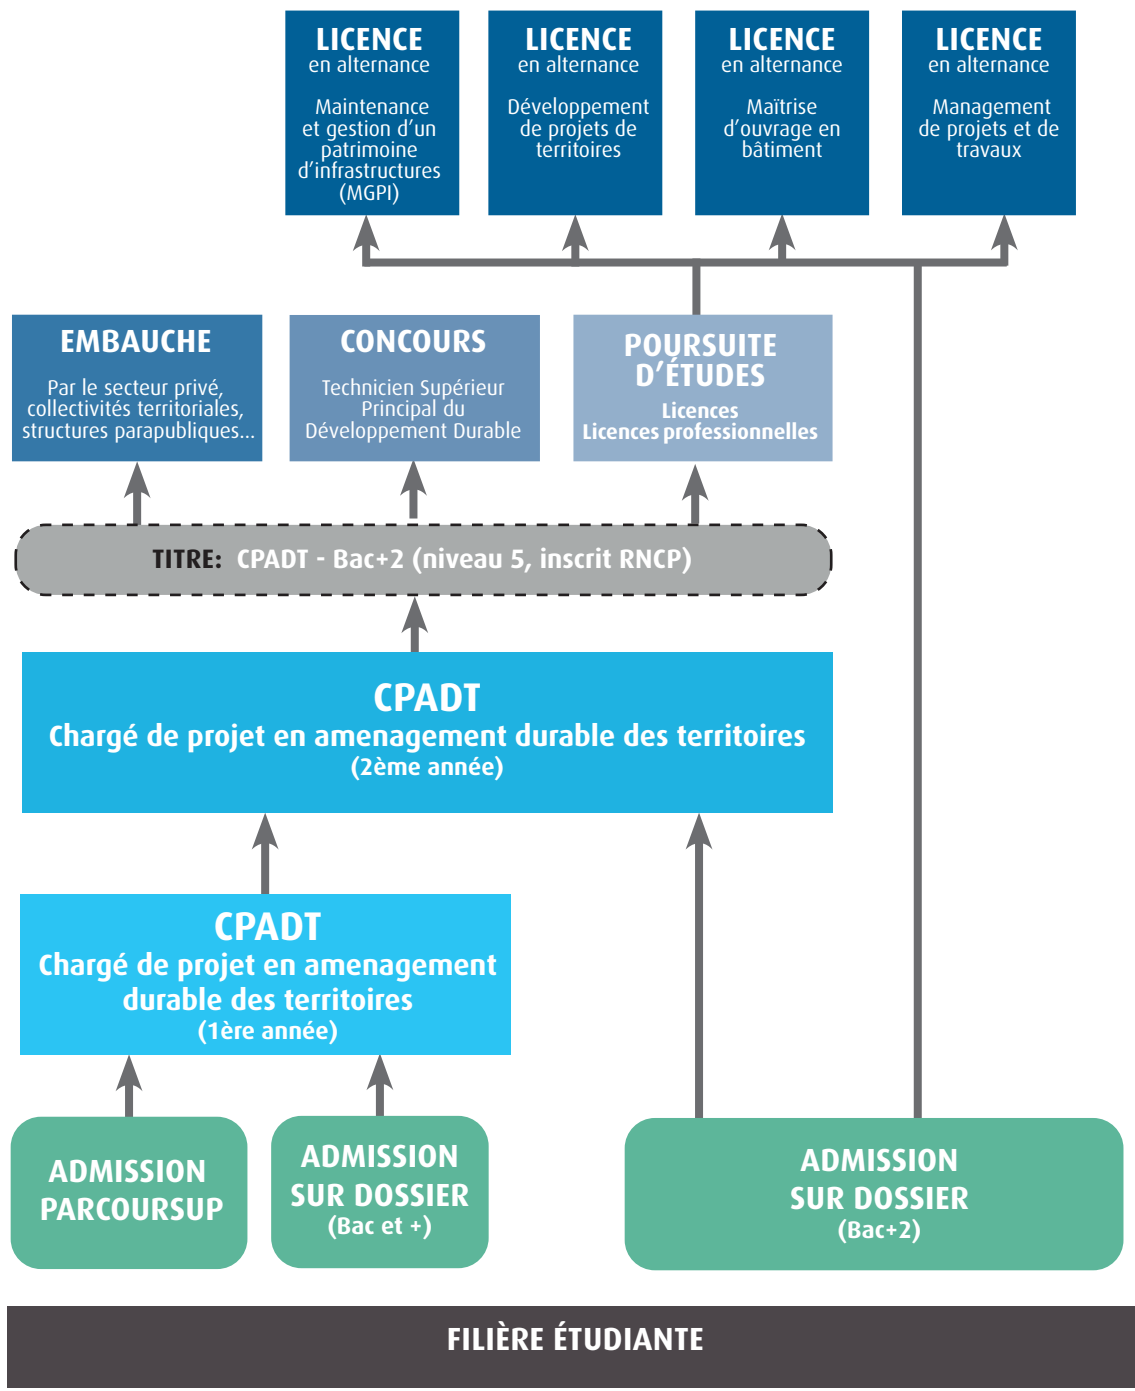 LICENCE
en alternance
Maintenance
et gestion d'un
patrimoine
d'infrastructures
(MGPI)
LICENCE
en alternance
Développement
de projets de
territoires
LICENCE
en alternance
Maïtrise
d'ouvrage en
bâtiment
LICENCE
en alternance
Management
de projets et de
travaux
EMBAUCHE
Par le secteur privé,
collectivités territoriales,
structures parapubliques...
CONCOURS
Technicien Supérieur
Principal du
Développement Durable
POURSUITE
D'ÉTUDES
Licences
Licences professionnelles
TITRE: CPADT - Bac+2 (niveau 5, inscrit RNCP)
CPADT
Chargé de projet en amenagement durable des territoires
(2ème année)
CPADT
Chargé de projet en amenagement
durable des territoires
(1ère année)
ADMISSION
PARCOURSUP
ADMISSION
SUR DOSSIER
(Bac et +)
ADMISSION
SUR DOSSIER
(Bac+2)
FILIÈRE ÉTUDIANTE